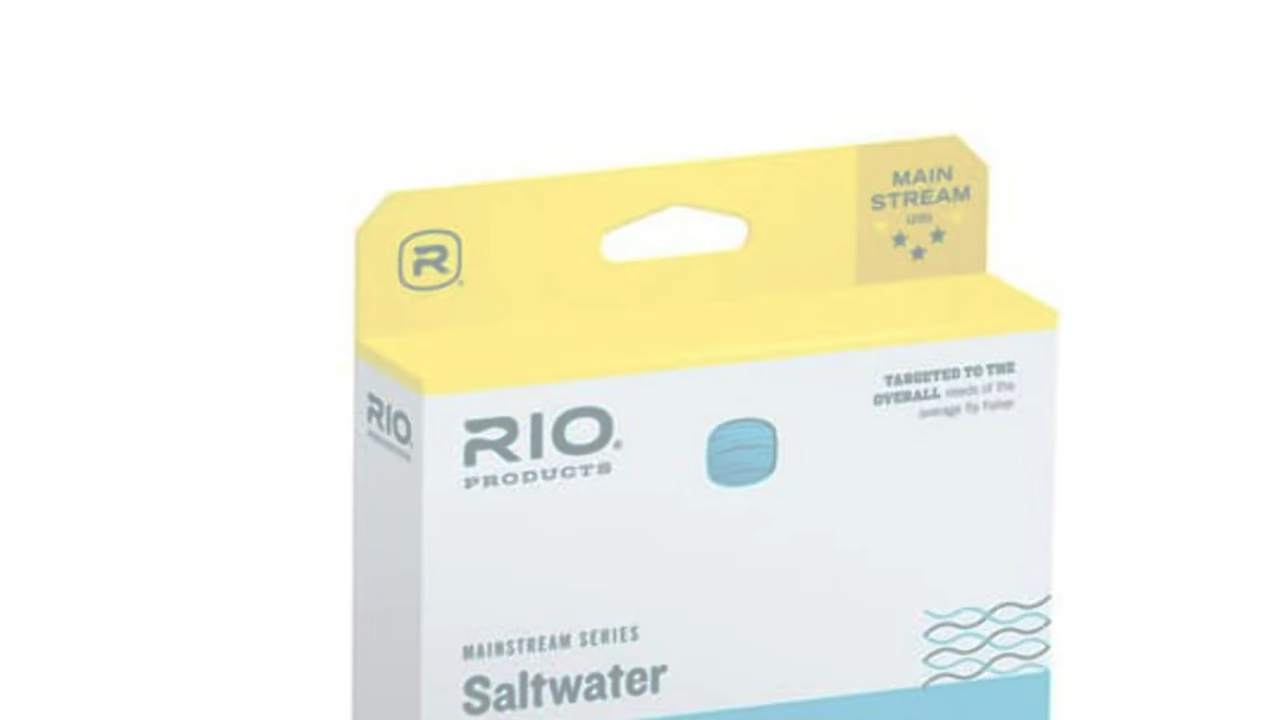 MAIN
STREAM
R
TARGETED TO THE
OVERALL needs of the
average fly fisher
RIO
RIO
PRODUCTS
MAINSTREAM SERIES
Saltwater